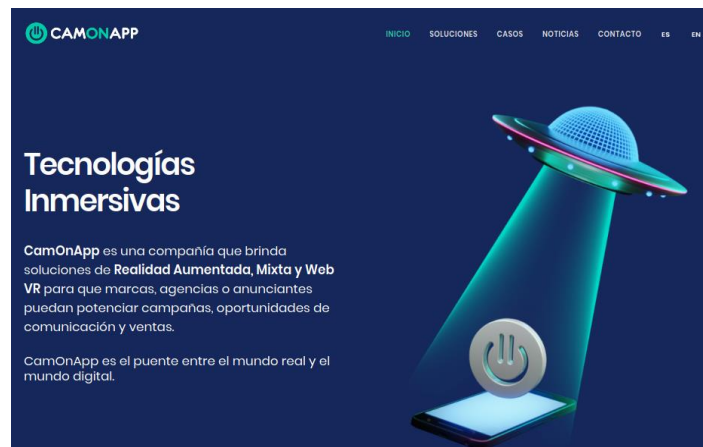 CAMONAPP
INICIO SOLUCIONES CASOS NOTICIAS CONTACTO ES EN
Tecnologías
Inmersivas
CamOnApp es una compañía que brinda
soluciones de Realidad Aumentada, Mixta y Web
VR para que marcas, agencias o anunciantes
puedan potenciar campañas, oportunidades de
comunicación y ventas.
CamOnApp es el puente entre el mundo real y el
mundo digital.